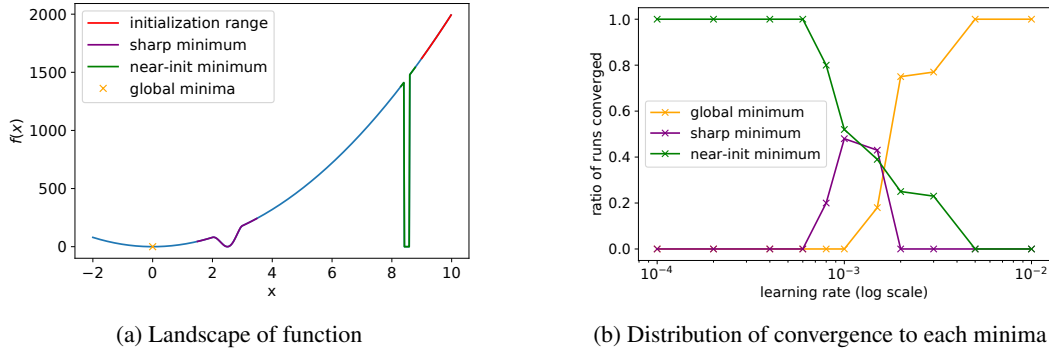 2000
1500
1000
500
0
f(x)
initialization range
sharp minimum
near-init minimum
global minima
−2
0
2
4
6
8
10
x
(a) Landscape of function
1.0
0.8
0.6
0.4
0.2
0.0
ratio of runs converged
global minimum
sharp minimum
near-init minimum
10⁻⁴
10⁻³
10⁻²
learning rate (log scale)
(b) Distribution of convergence to each minima